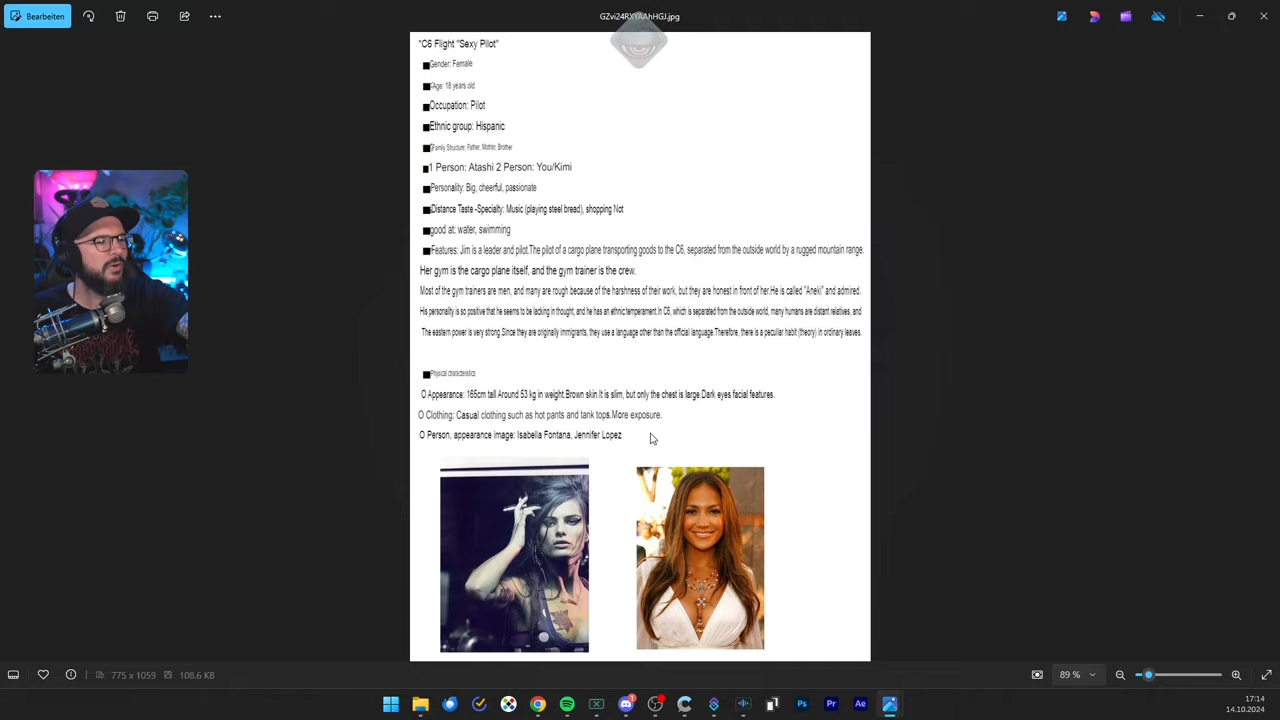 Bearbeiten
GZvi24RXYAAhHGJ.jpg
"C6 Flight "Sexy Pilot"
Gender: Female
Age: 18 years old
Occupation: Pilot
Ethnic group: Hispanic
Family Structure: Father, Mother, Brother
1 Person: Atashi 2 Person: You/Kimi
Personality: Big, cheerful, passionate
Distance Taste -Specialty: Music (playing steel bread), shopping Not
good at: water, swimming
Features: Jim is a leader and pilot.The pilot of a cargo plane transporting goods to the C6, separated from the outside world by a rugged mountain range.
Her gym is the cargo plane itself, and the gym trainer is the crew.
Most of the gym trainers are men, and many are rough because of the harshness of their work, but they are honest in front of her.He is called "Aneki" and admired.
His personality is so positive that he seems to be lacking in thought, and he has an ethnic temperament.In C6, which is separated from the outside world, many humans are distant relatives, and
The eastern power is very strong.Since they are originally immigrants, they use a language other than the official language.Therefore, there is a peculiar habit (theory) in ordinary leaves.
Physical characteristics
O Appearance: 165cm tall Around 53 kg in weight.Brown skin.It is slim, but only the chest is large.Dark eyes facial features.
O Clothing: Casual clothing such as hot pants and tank tops.More exposure.
O Person, appearance image: Isabella Fontana, Jennifer Lopez
775 x 1059
108.6 KB
89 %
Ps
Pr
Ae
17:14
14.10.2024